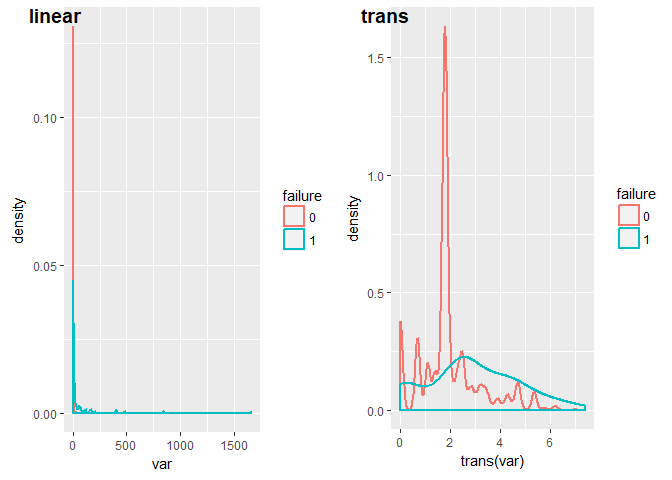 linear
density
0.10
0.05
0.00
0 500 1000 1500
var
failure
0
1
trans
density
1.5
1.0
0.5
0.0
0 2 4 6
trans(var)
failure
0
1